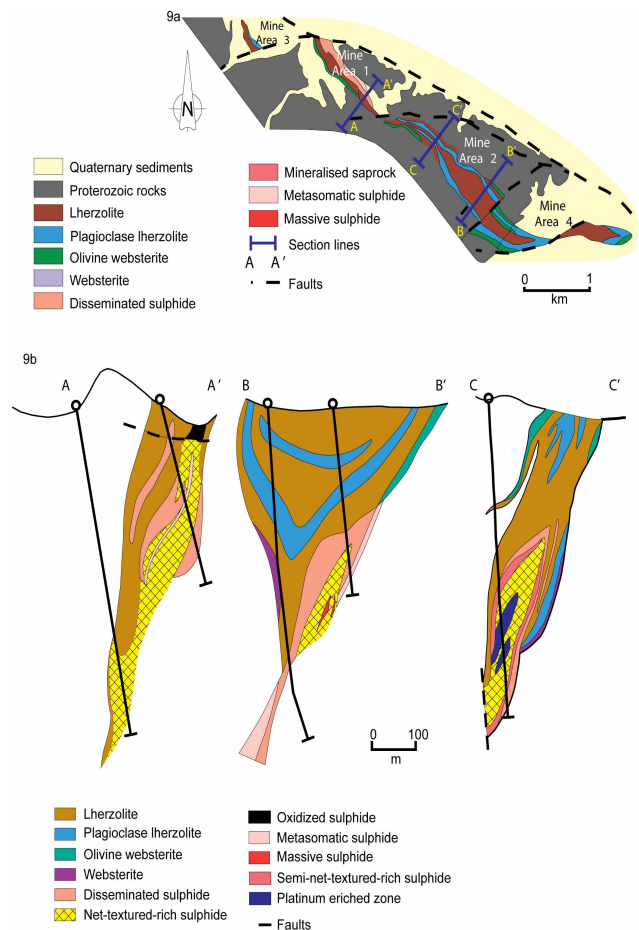 9a
Mine
Area 3
Mine
Area 1
A'
A
N
C'
C
Mine
Area 2
B'
B
Mine
Area 4
Quaternary sediments
Proterozoic rocks
Lherzolite
Plagioclase lherzolite
Olivine websterite
Websterite
Disseminated sulphide
Mineralised saprock
Metasomatic sulphide
Massive sulphide
Section lines
A A'
Faults
0 1
km
9b
A A' B B' C C'
0 100
m
Lherzolite
Plagioclase lherzolite
Olivine websterite
Websterite
Disseminated sulphide
Net-textured-rich sulphide
Oxidized sulphide
Metasomatic sulphide
Massive sulphide
Semi-net-textured-rich sulphide
Platinum enriched zone
Faults